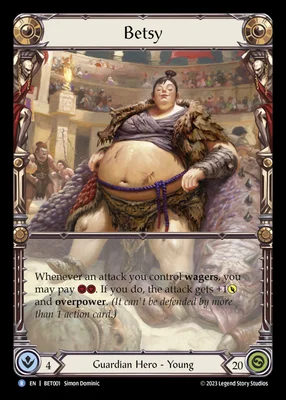 Betsy
Whenever an attack you control wagers, you
may pay. If you do, the attack gets +1
and overpower. (It can't be defended by more
than 1 action card.)
4
Guardian Hero - Young
20
EN | BET001 Simon Dominic
© 2023 Legend Story Studios